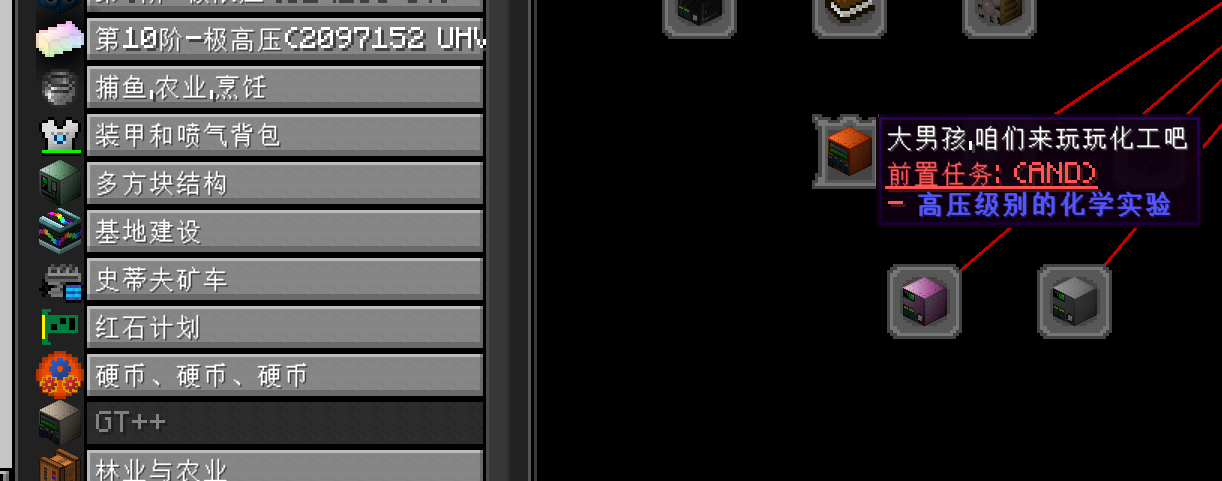 第10阶-极高压(2097152 UHV
捕鱼,农业,烹饪
装甲和喷气背包
多方块结构
基地建设
史蒂夫矿车
红石计划
硬币、硬币、硬币
GT++
林业与农业
大男孩,咱们来玩玩化工吧
前置任务: (AND)
- 高压级别的化学实验